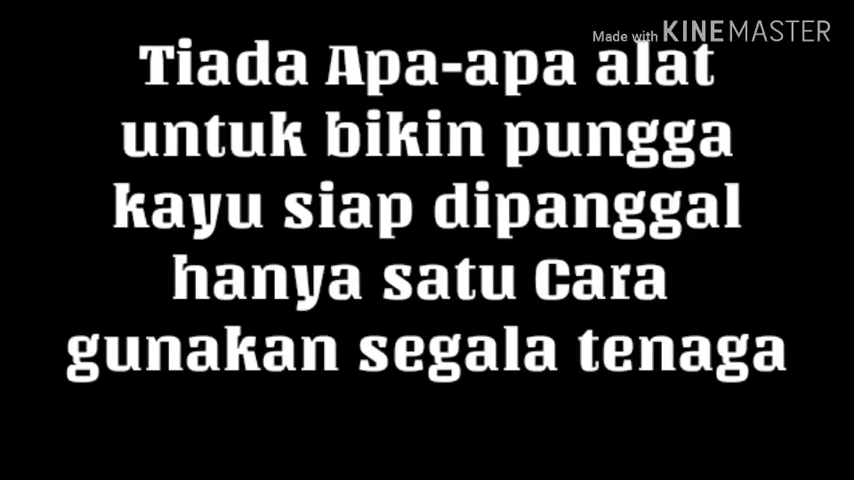 Made with KINEMASTER
Tiada Apa-apa alat
untuk bikin pungga
kayu siap dipanggal
hanya satu Cara
gunakan segala tenaga